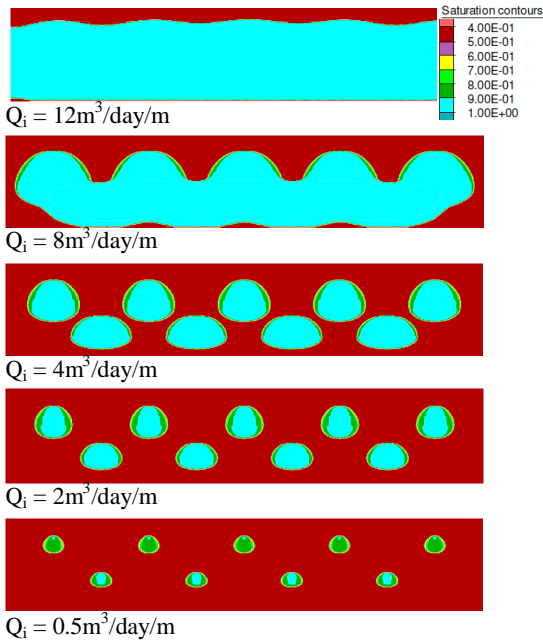 Saturation contours
4.00E-01
5.00E-01
6.00E-01
7.00E-01
8.00E-01
9.00E-01
1.00E+00
Qᵢ = 12m³/day/m
Qᵢ = 8m³/day/m
Qᵢ = 4m³/day/m
Qᵢ = 2m³/day/m
Qᵢ = 0.5m³/day/m